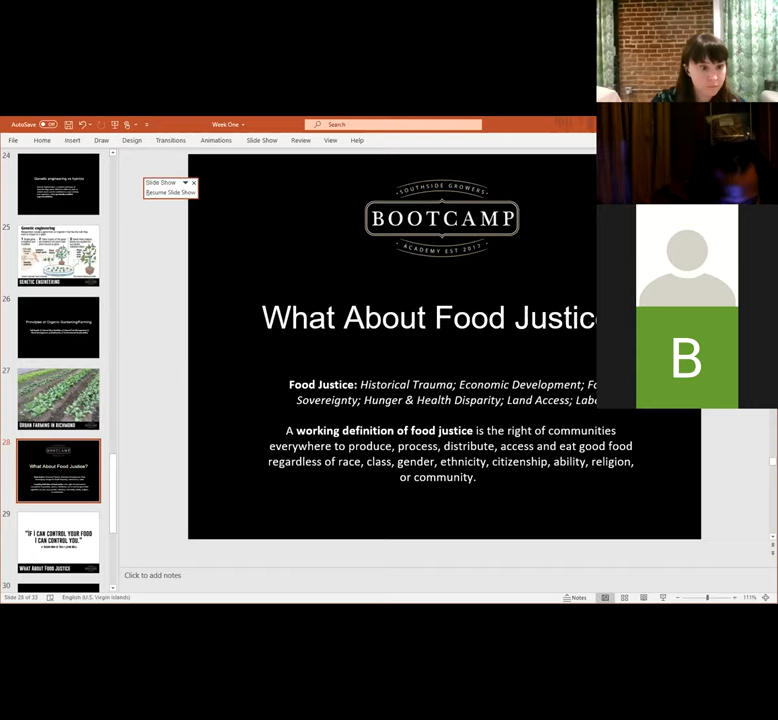 AutoSave Off
Week One
Search
File Home Insert Draw Design Transitions Animations Slide Show Review View Help
24
Genetic engineering vs hybrids
25
Genetic engineering
GENETIC ENGINEERING
26
Principles of Organic Gardening/Farming
27
URBAN FARMING IN RICHMOND
28
What About Food Justice?
29
"IF I CAN CONTROL YOUR FOOD
I CAN CONTROL YOU."
WHAT ABOUT FOOD JUSTICE
30
Slide Show
Resume Slide Show
SOUTHSIDE GROWERS
BOOTCAMP
ACADEMY EST 2017
What About Food Justic
Food Justice: Historical Trauma; Economic Development; Fo
Sovereignty; Hunger & Health Disparity; Land Access; Lab
A working definition of food justice is the right of communities
everywhere to produce, process, distribute, access and eat good food
regardless of race, class, gender, ethnicity, citizenship, ability, religion,
or community.
B
Click to add notes
Slide 28 of 33 English (U.S. Virgin Islands) Notes 111%